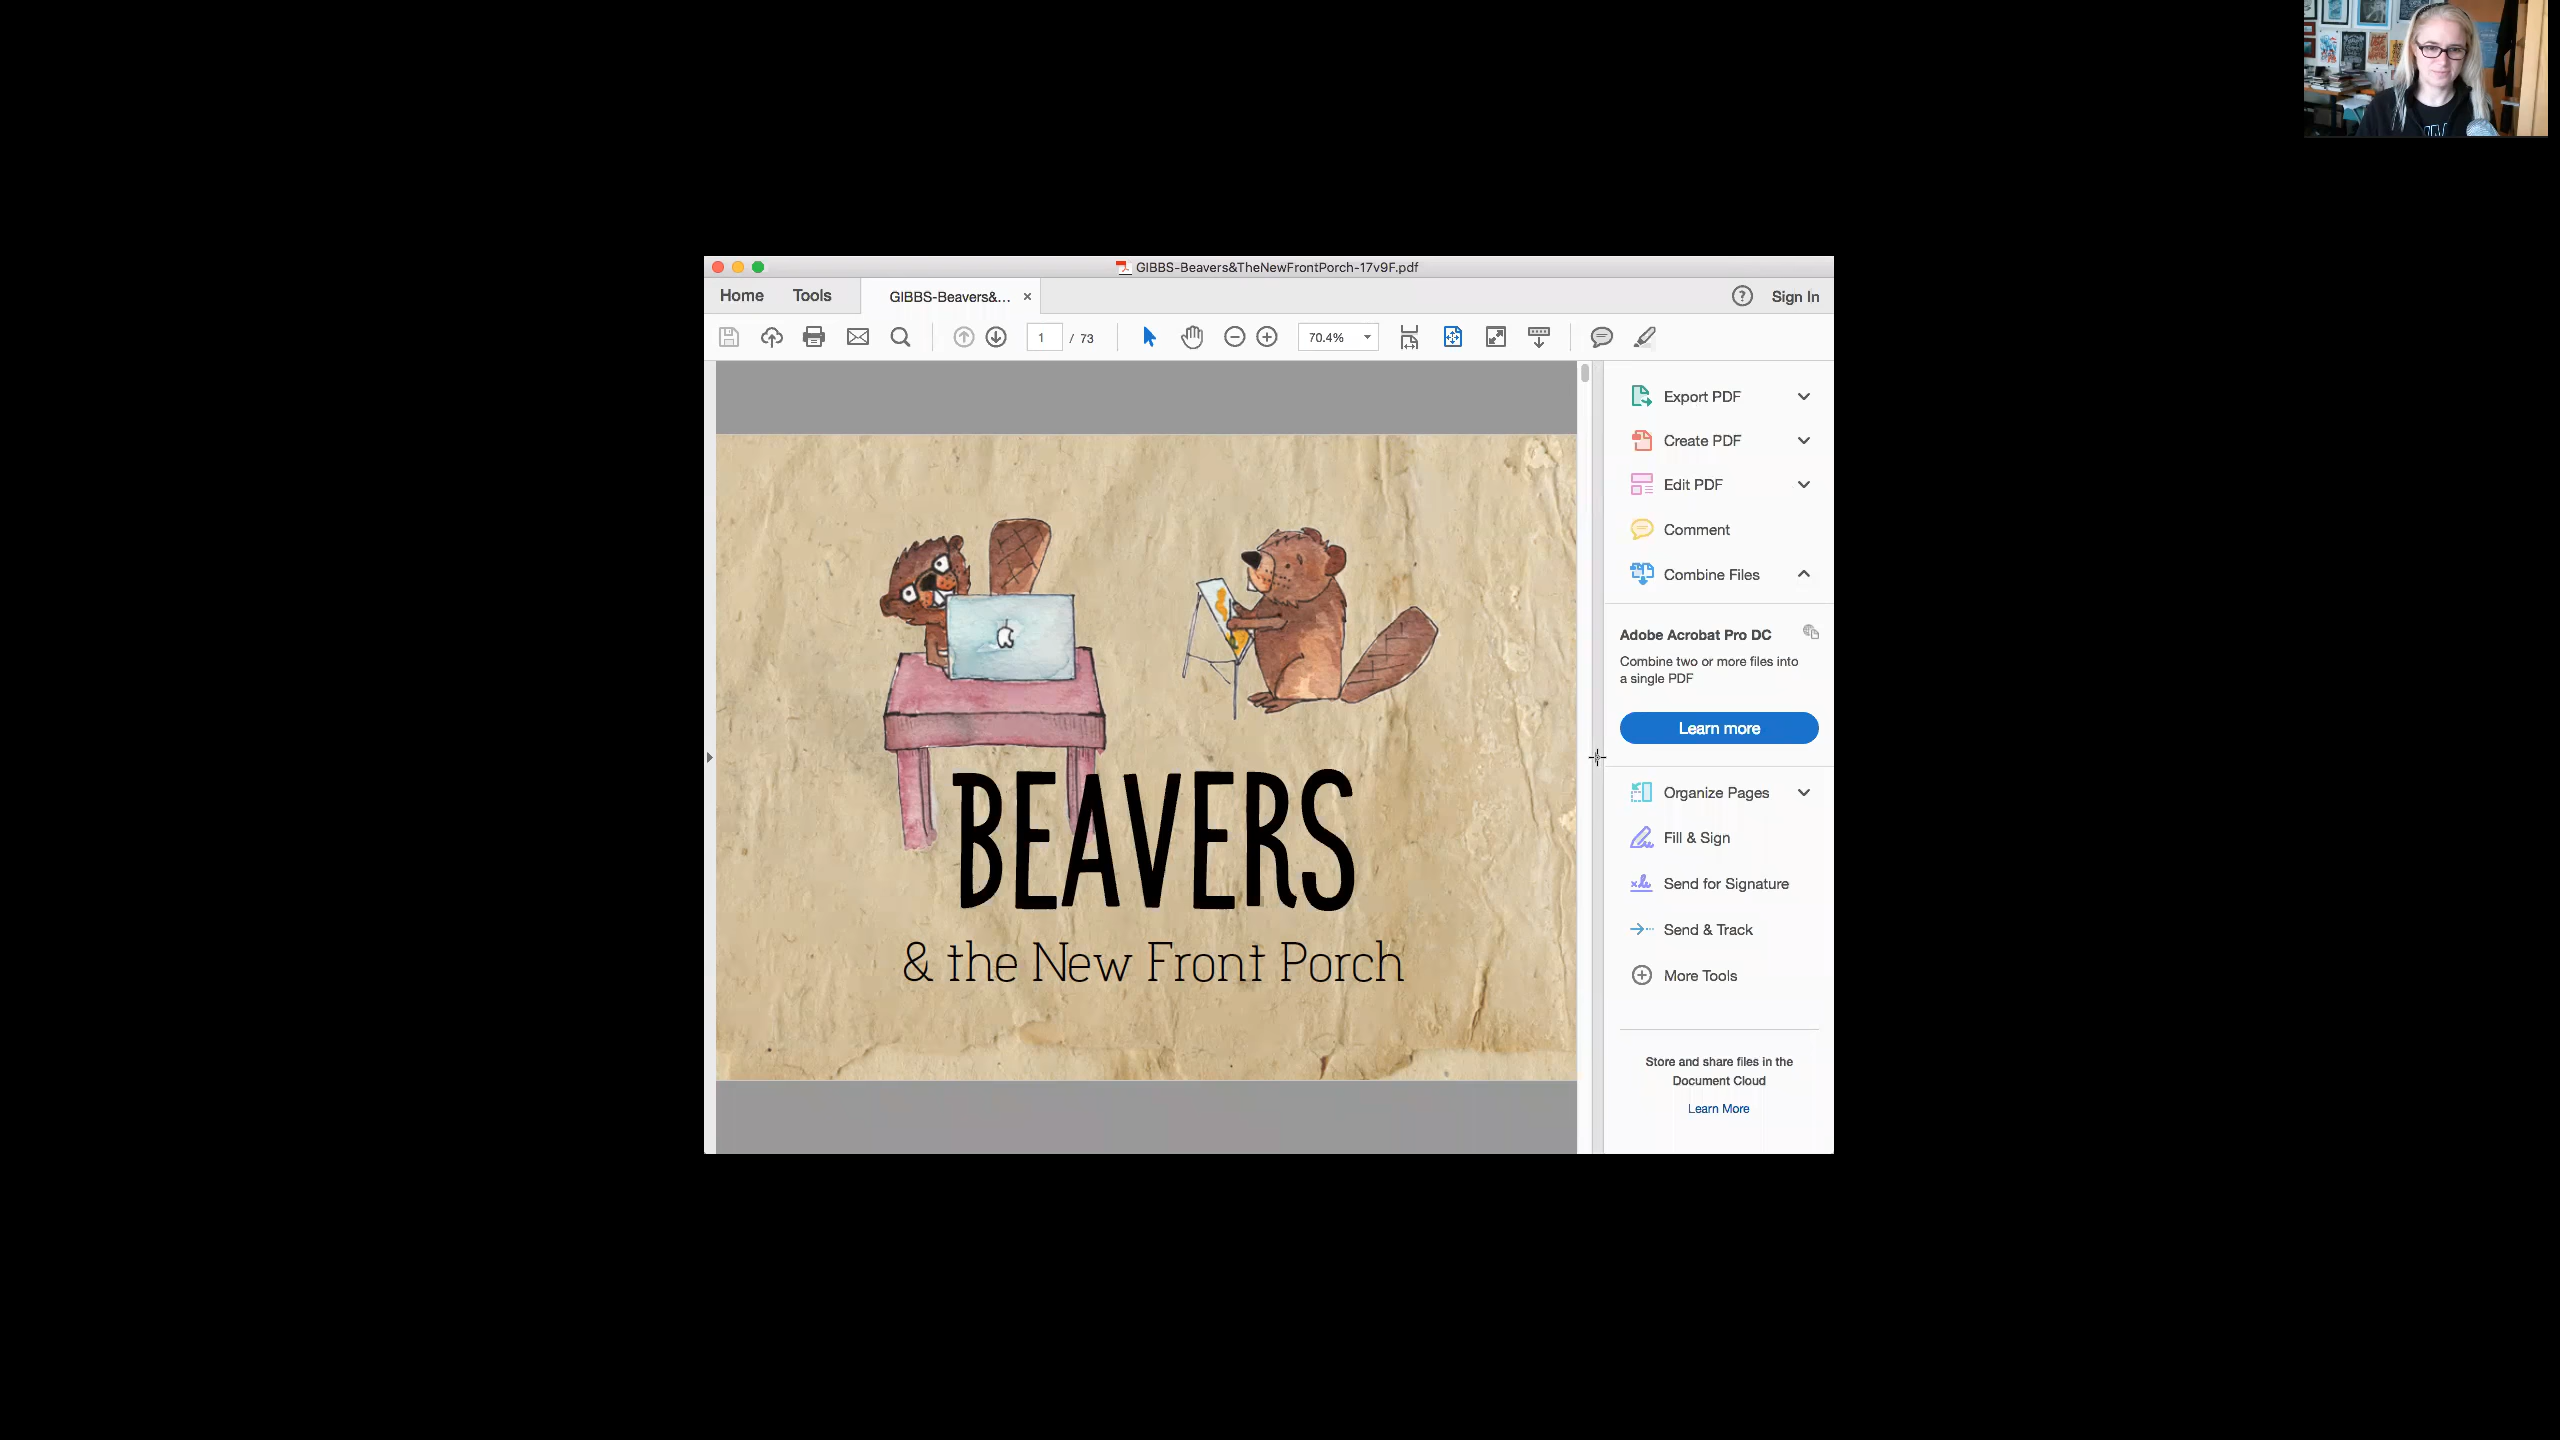 GIBBS-Beavers&TheNewFrontPorch-17v9F.pdf
Home
Tools
GIBBS-Beavers&...
Sign In
1
/ 73
70.4%
Export PDF
Create PDF
Edit PDF
Comment
Combine Files
Adobe Acrobat Pro DC
Combine two or more files into
a single PDF
Learn more
Organize Pages
Fill & Sign
Send for Signature
Send & Track
More Tools
Store and share files in the
Document Cloud
Learn More
BEAVERS
& the New Front Porch